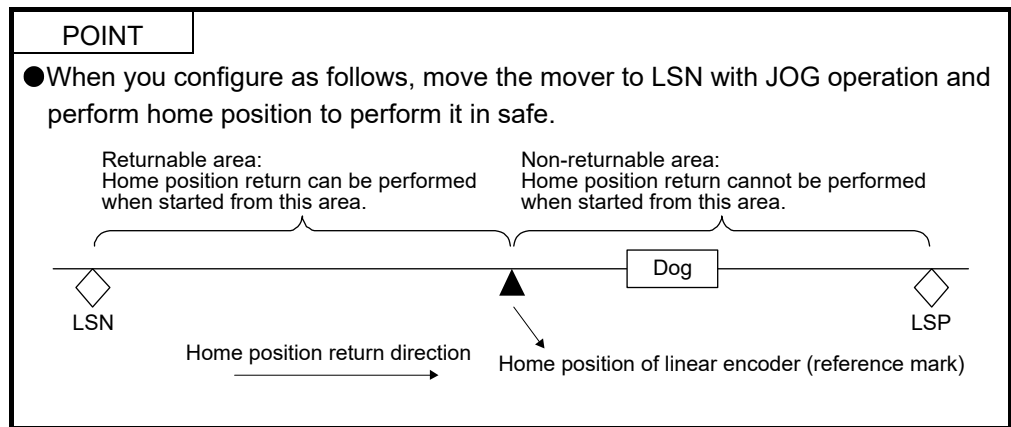 POINT
●When you configure as follows, move the mover to LSN with JOG operation and
perform home position to perform it in safe.
Returnable area:
Home position return can be performed
when started from this area.
Non-returnable area:
Home position return cannot be performed
when started from this area.
Dog
LSN
LSP
Home position return direction
Home position of linear encoder (reference mark)